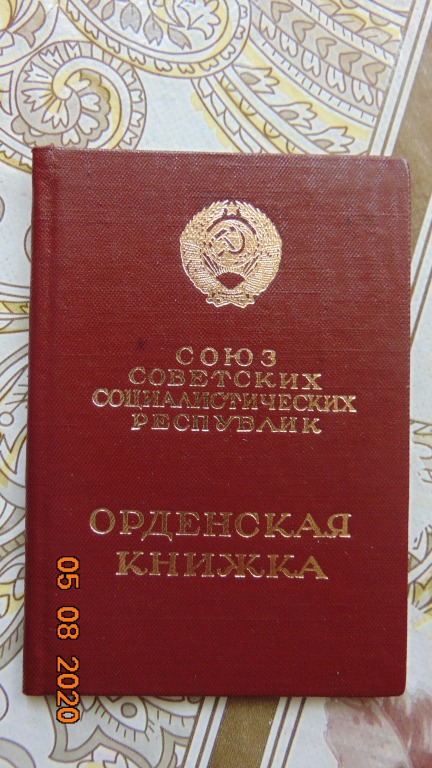 СОЮЗ
СОВЕТСКИХ
СОЦИАЛИСТИЧЕСКИХ
РЕСПУБЛИК
ОРДЕНСКАЯ
КНИЖКА
05 08 2020